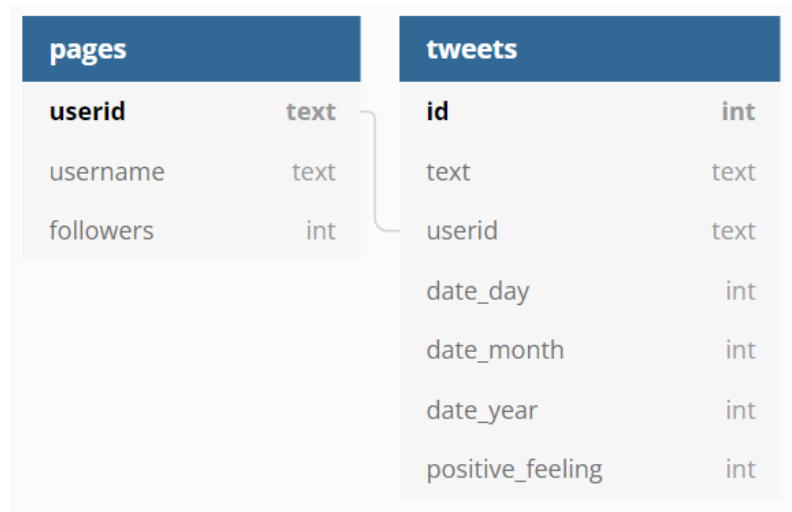 pages
userid text
username text
followers int
tweets
id int
text text
userid text
date_day int
date_month int
date_year int
positive_feeling int